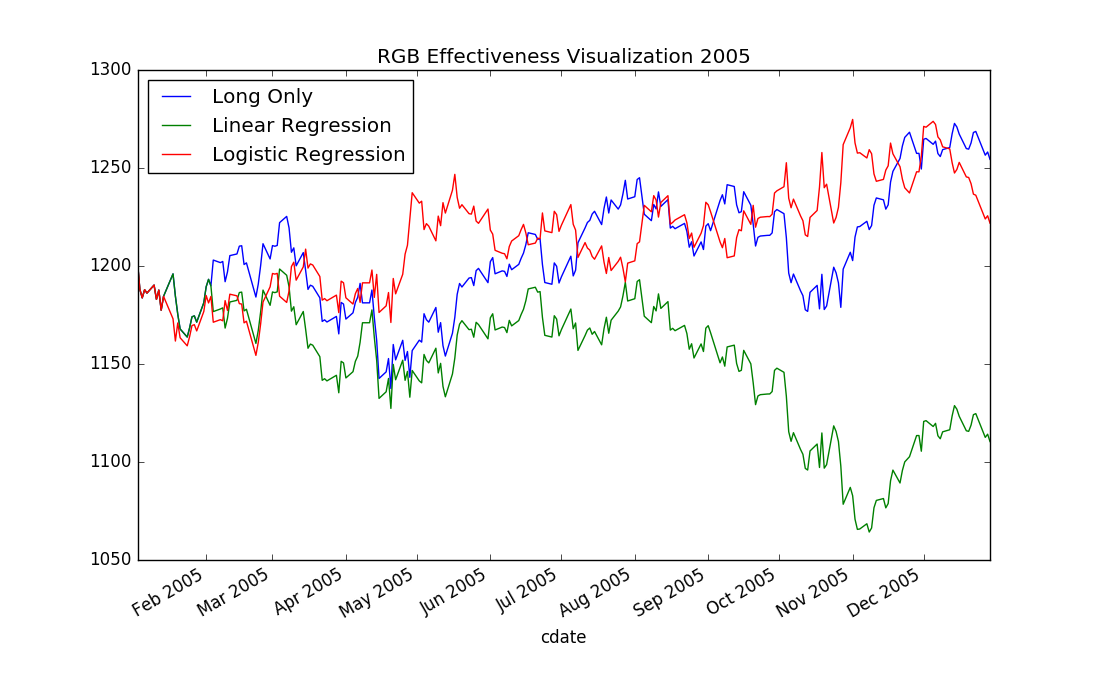 RGB Effectiveness Visualization 2005
Long Only
Linear Regression
Logistic Regression
1300
1250
1200
1150
1100
1050
Feb 2005
Mar 2005
Apr 2005
May 2005
Jun 2005
Jul 2005
Aug 2005
Sep 2005
Oct 2005
Nov 2005
Dec 2005
cdate